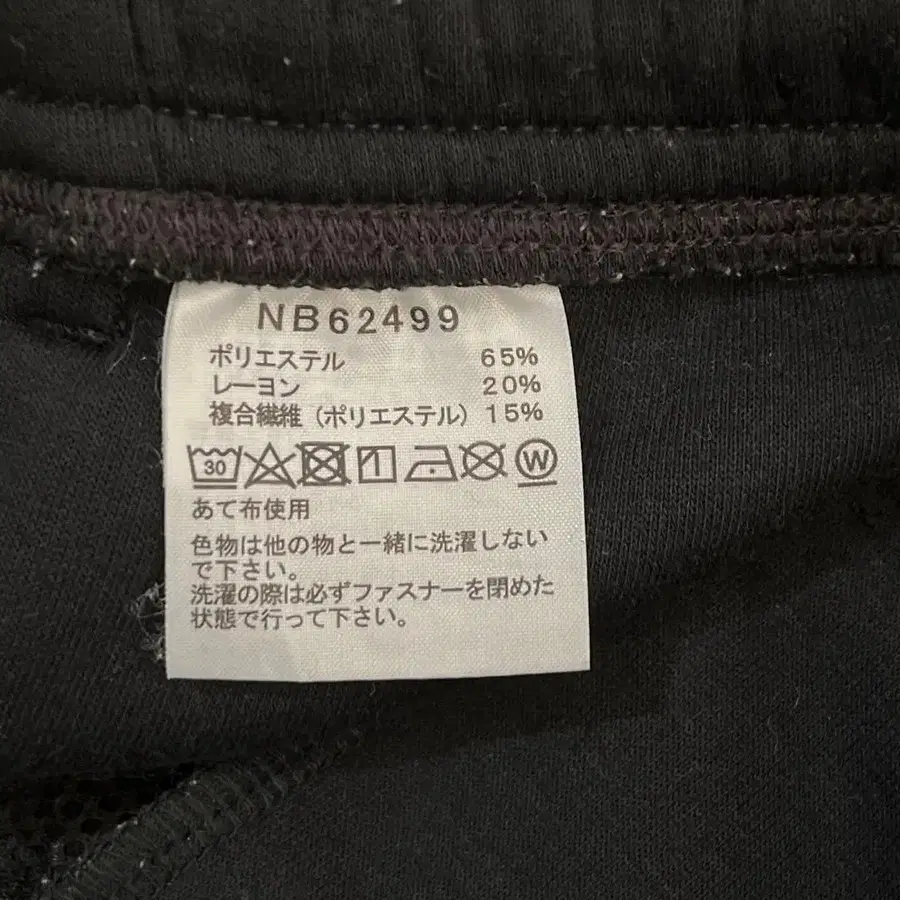 NB62499
ポリエステル 65%
レーヨン 20%
複合繊維（ポリエステル）15%
30 W
あて布使用
色物は他の物と一緒に洗濯しない
で下さい。
洗濯の際は必ずファスナーを閉めた
状態で行って下さい。